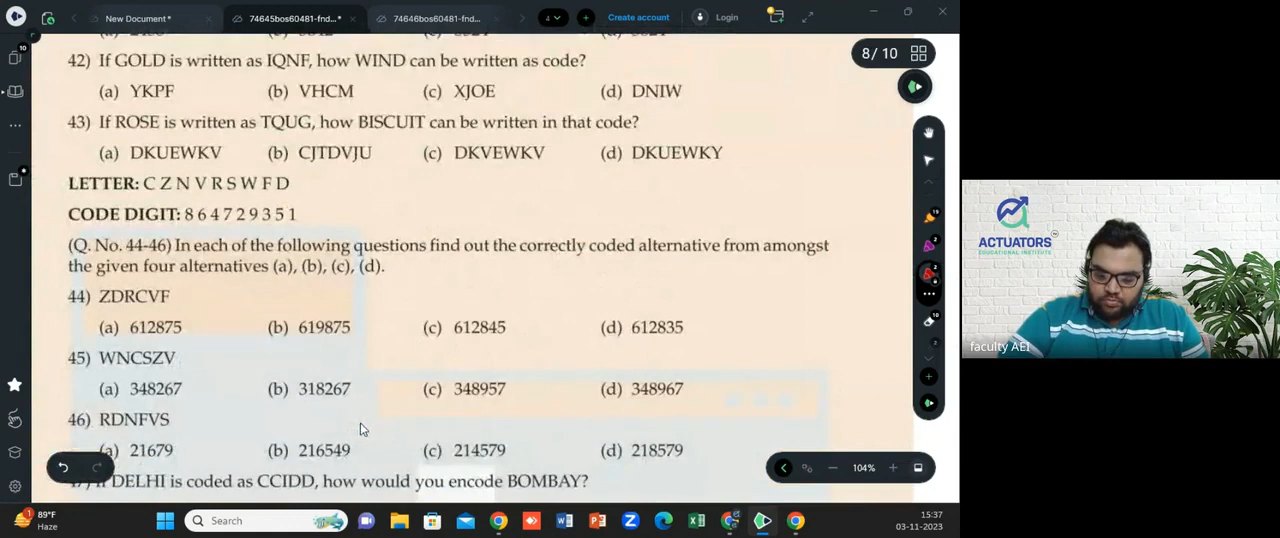 New Document*
74645bos60481-fnd...*
74646bos60481-fnd...
4
Create account
Login
10
8 / 10
42) If GOLD is written as IQNF, how WIND can be written as code?
(a) YKPF (b) VHCM (c) XJOE (d) DNIW
43) If ROSE is written as TQUG, how BISCUIT can be written in that code?
(a) DKUEWKV (b) CJTDVJU (c) DKVEWKV (d) DKUEWKY
LETTER: C Z N V R S W F D
CODE DIGIT: 8 6 4 7 2 9 3 5 1
(Q. No. 44-46) In each of the following questions find out the correctly coded alternative from amongst
the given four alternatives (a), (b), (c), (d).
44) ZDRCVF
(a) 612875 (b) 619875 (c) 612845 (d) 612835
45) WNCSZV
(a) 348267 (b) 318267 (c) 348957 (d) 348967
46) RDNFVS
(a) 21679 (b) 216549 (c) 214579 (d) 218579
DELHI is coded as CCIDD, how would you encode BOMBAY?
104%
ACTUATORS
EDUCATIONAL INSTITUTE
faculty AEI
89°F
Haze
Search
15:37
03-11-2023